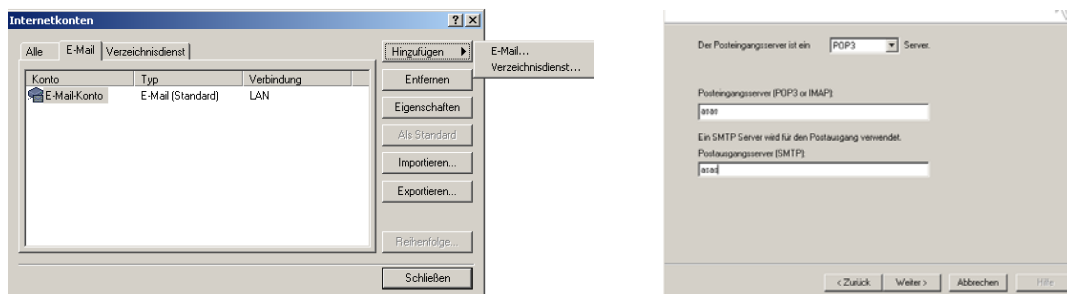 Internetkonten
Alle E-Mail Verzeichnisdienst
Hinzufügen
E-Mail...
Verzeichnisdienst...
Konto Typ Verbindung
E-Mail-Konto E-Mail (Standard) LAN
Entfernen
Eigenschaften
Als Standard
Importieren...
Exportieren...
Reihenfolge...
Schließen
Der Posteingangsserver ist ein POP3 Server.
Posteingangsserver (POP3 or IMAP):
asas
Ein SMTP Server wird für den Postausgang verwendet.
Postausgangsserver (SMTP):
asas
< Zurück Weiter > Abbrechen Hilfe